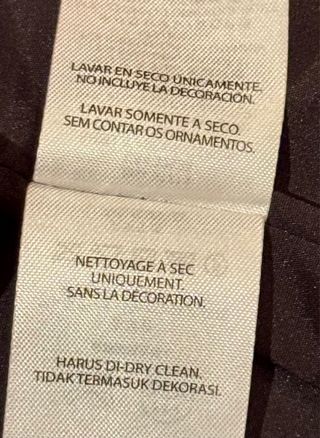 LAVAR EN SECO ÚNICAMENTE.
NO INCLUYE LA DECORACIÓN.
LAVAR SOMENTE A SECO.
SEM CONTAR OS ORNAMENTOS.
NETTOYAGE À SEC
UNIQUEMENT.
SANS LA DÉCORATION.
HARUS DI-DRY CLEAN.
TIDAK TERMASUK DEKORASI.